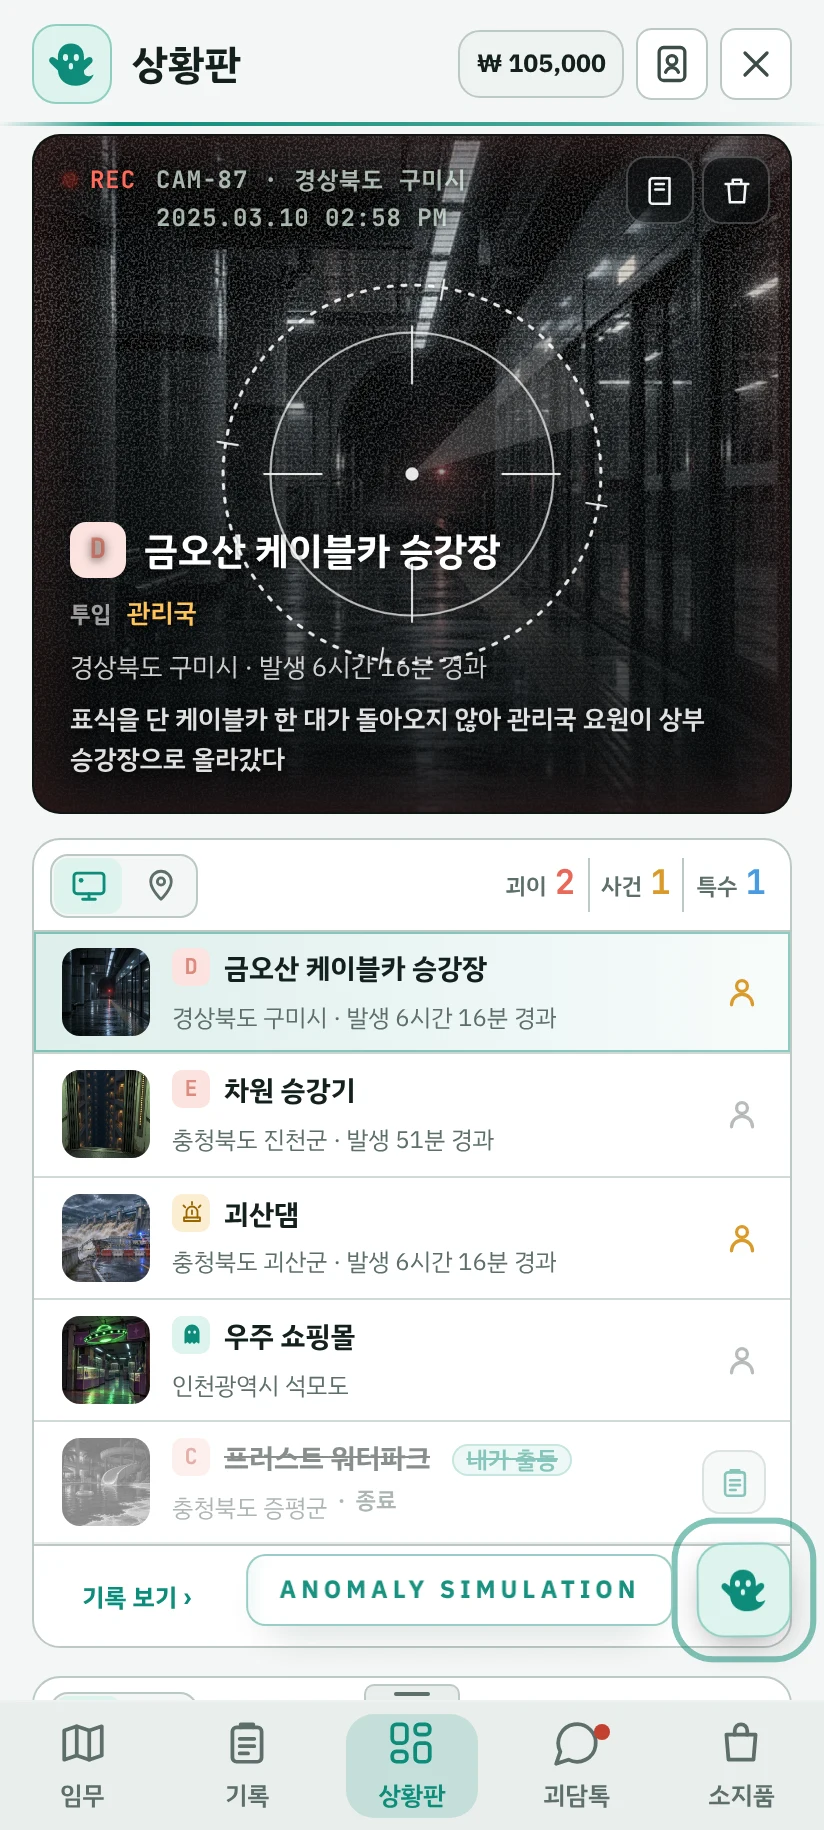 상황판
₩ 105,000
REC CAM-87 · 경상북도 구미시
2025.03.10 02:58 PM
D 금오산 케이블카 승강장
투입 관리국
경상북도 구미시 · 발생 6시간 16분 경과
표식을 단 케이블카 한 대가 돌아오지 않아 관리국 요원이 상부
승강장으로 올라갔다
괴이 2 사건 1 특수 1
D 금오산 케이블카 승강장
경상북도 구미시 · 발생 6시간 16분 경과
E 차원 승강기
충청북도 진천군 · 발생 51분 경과
괴산댐
충청북도 괴산군 · 발생 6시간 16분 경과
우주 쇼핑몰
인천광역시 석모도
C 프러스트 워터파크 내가 출동
충청북도 증평군 · 종료
기록 보기 ›
ANOMALY SIMULATION
임무 기록 상황판 괴담톡 소지품